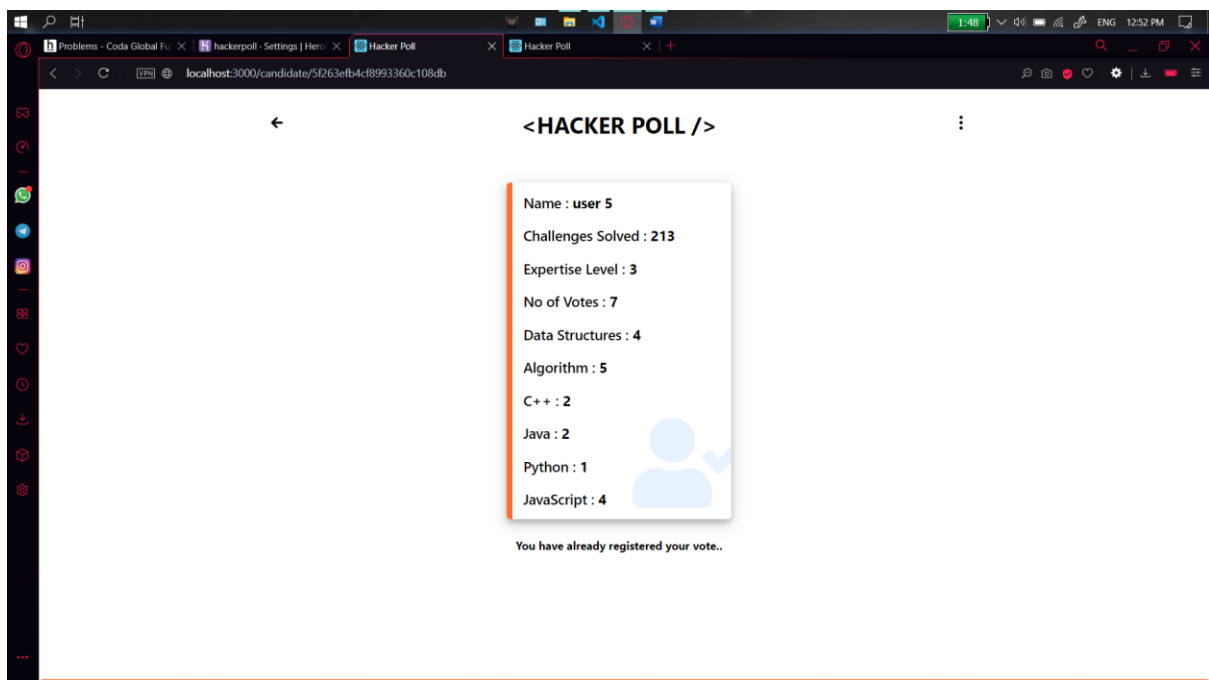 1:48
ENG 12:52 PM
Problems - Coda Global Fu
hackerpoll · Settings | Hero
Hacker Poll
Hacker Poll
VPN
localhost:3000/candidate/5f263efb4cf8993360c108db
<HACKER POLL />
Name : user 5
Challenges Solved : 213
Expertise Level : 3
No of Votes : 7
Data Structures : 4
Algorithm : 5
C++ : 2
Java : 2
Python : 1
JavaScript : 4
You have already registered your vote..